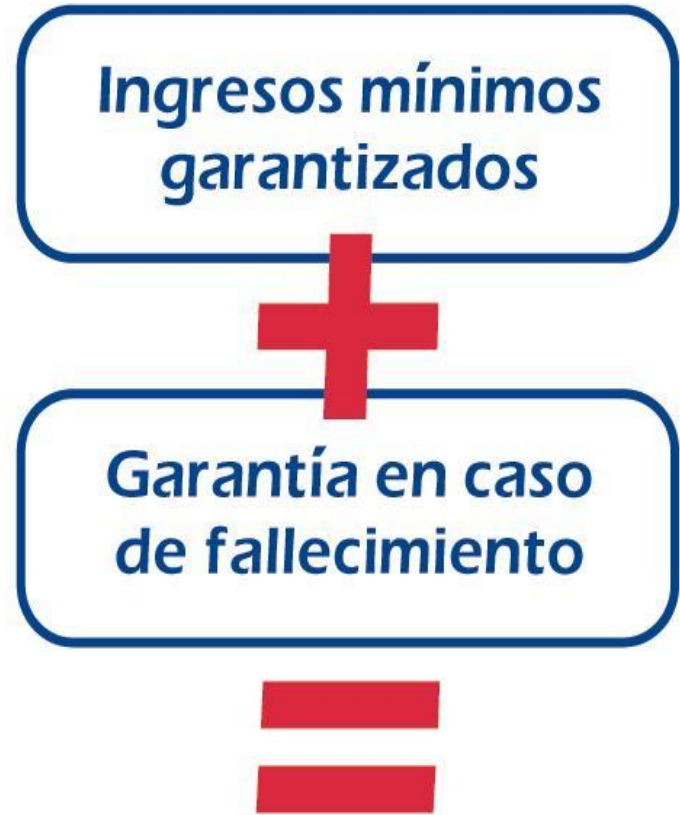 Ingresos mínimos
garantizados
+
Garantía en caso
de fallecimiento
=